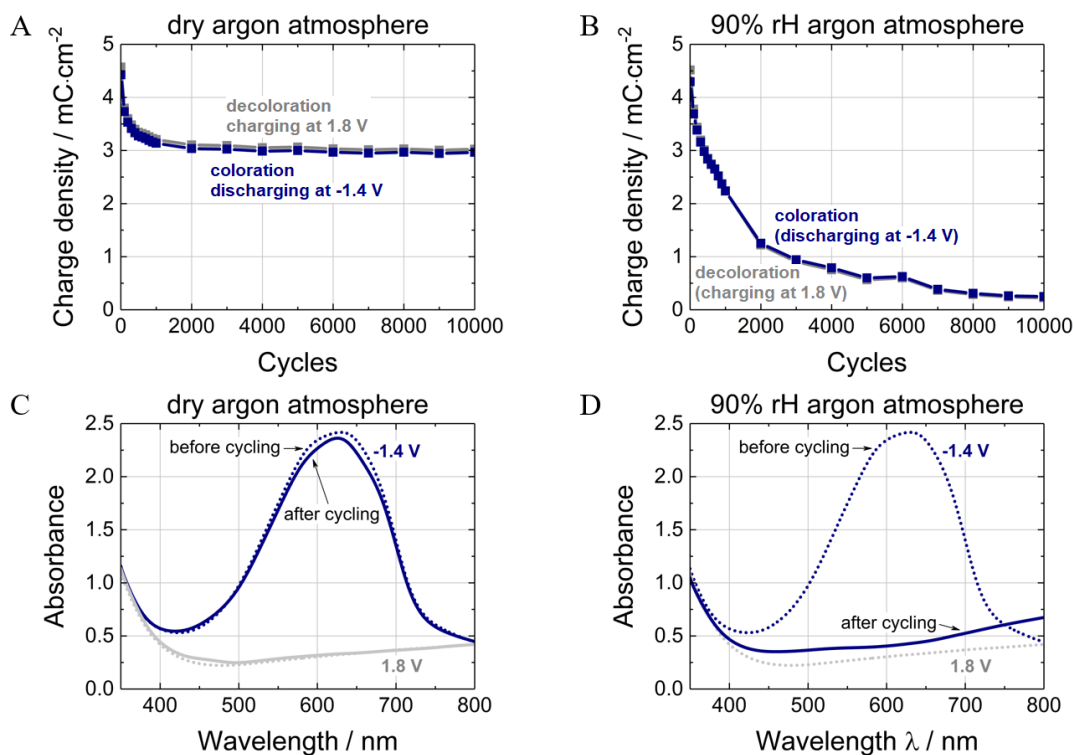 A
dry argon atmosphere
Charge density / mC·cm⁻²
5
4
3
2
1
0
decoloration
charging at 1.8 V
coloration
discharging at -1.4 V
0 2000 4000 6000 8000 10000
Cycles
B
90% rH argon atmosphere
Charge density / mC·cm⁻²
5
4
3
2
1
0
coloration
(discharging at -1.4 V)
decoloration
(charging at 1.8 V)
0 2000 4000 6000 8000 10000
Cycles
C
dry argon atmosphere
Absorbance
2.5
2.0
1.5
1.0
0.5
0.0
before cycling
-1.4 V
after cycling
1.8 V
400 500 600 700 800
Wavelength / nm
D
90% rH argon atmosphere
Absorbance
2.5
2.0
1.5
1.0
0.5
0.0
before cycling
-1.4 V
after cycling
1.8 V
400 500 600 700 800
Wavelength λ / nm